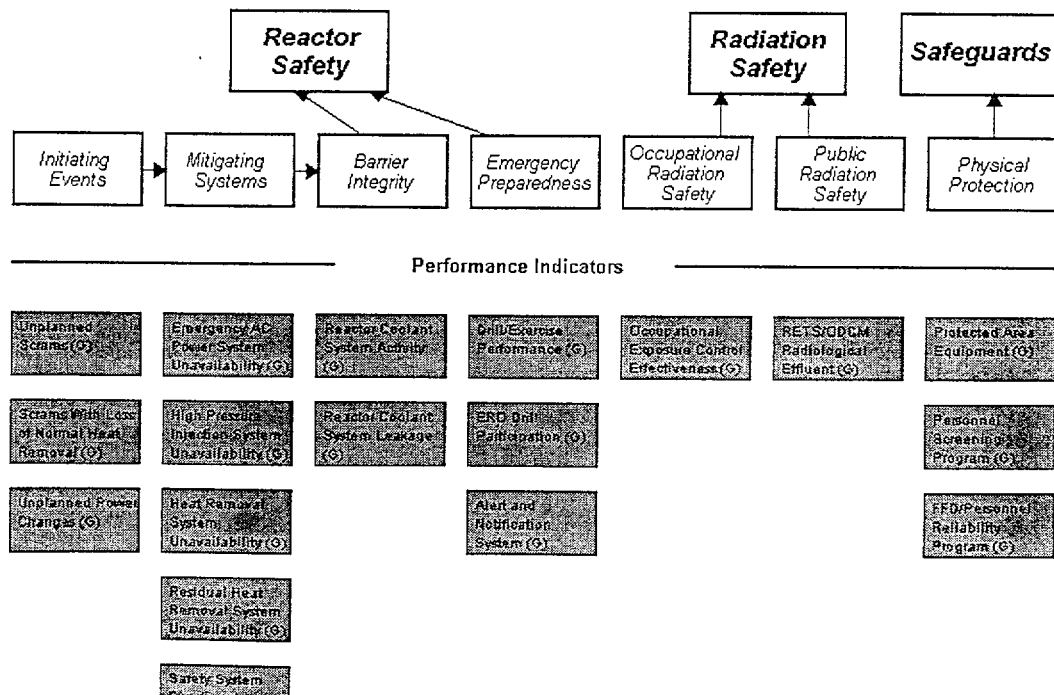 Reactor
Safety
Radiation
Safety
Safeguards
Initiating
Events
Mitigating
Systems
Barrier
Integrity
Emergency
Preparedness
Occupational
Radiation
Safety
Public
Radiation
Safety
Physical
Protection
Performance Indicators
Unplanned
Scrams (G)
Emergency AC
Power System
Unavailability (G)
Reactor Coolant
System Activity
(G)
Drill/Exercise
Performance (G)
Occupational
Exposure Control
Effectiveness (G)
RETS/ODCM
Radiological
Effluent (G)
Protected Area
Equipment (G)
Scrams With Loss
of Normal Heat
Removal (G)
High Pressure
Injection System
Unavailability (G)
Reactor Coolant
System Leakage
(G)
ERO Drill
Participation (G)
Personnel
Screening
Program (G)
Unplanned Power
Changes (G)
Heat Removal
System
Unavailability (G)
Alert and
Notification
System (G)
FFD/Personnel
Reliability
Program (G)
Residual Heat
Removal System
Unavailability (G)
Safety System